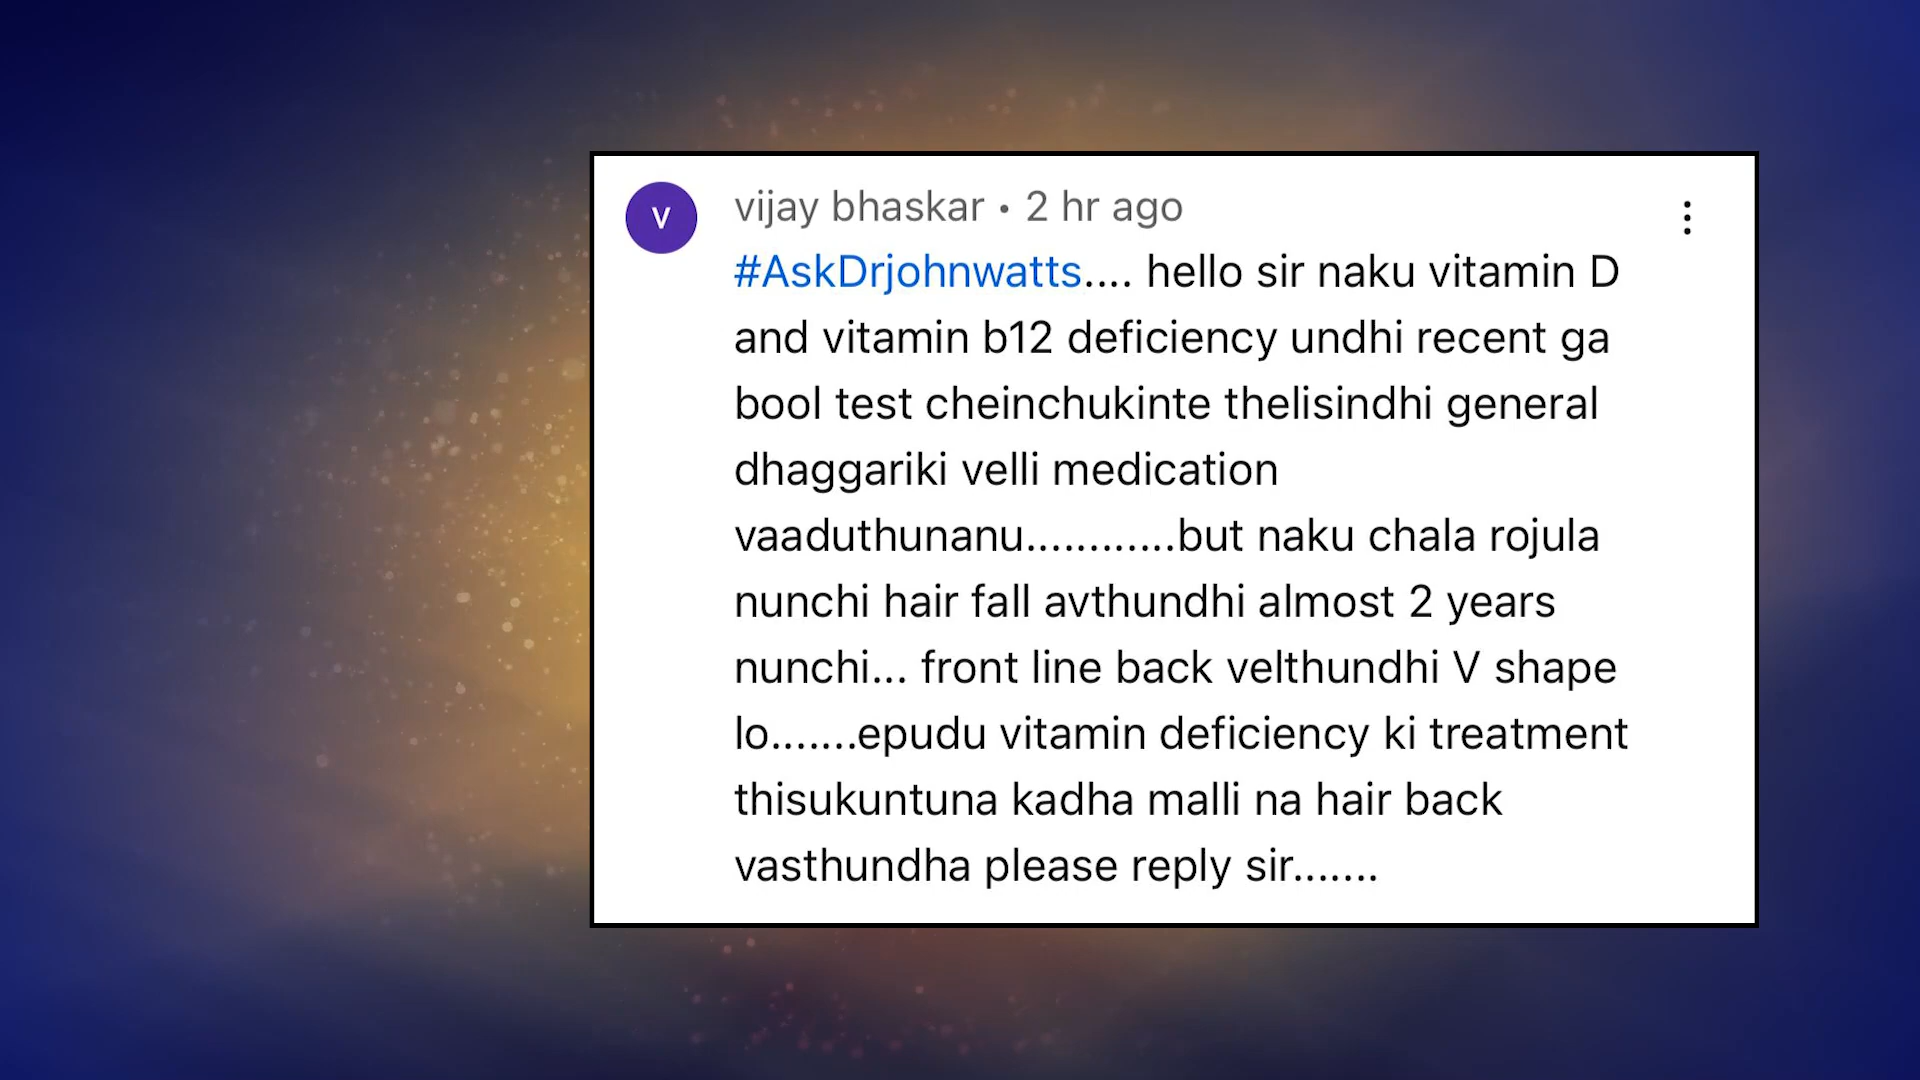 V
vijay bhaskar • 2 hr ago
#AskDrjohnwatts.... hello sir naku vitamin D
and vitamin b12 deficiency undhi recent ga
bool test cheinchukinte thelisindhi general
dhaggariki velli medication
vaaduthunanu............but naku chala rojula
nunchi hair fall avthundhi almost 2 years
nunchi... front line back velthundhi V shape
lo.......epudu vitamin deficiency ki treatment
thisukuntuna kadha malli na hair back
vasthundha please reply sir.......